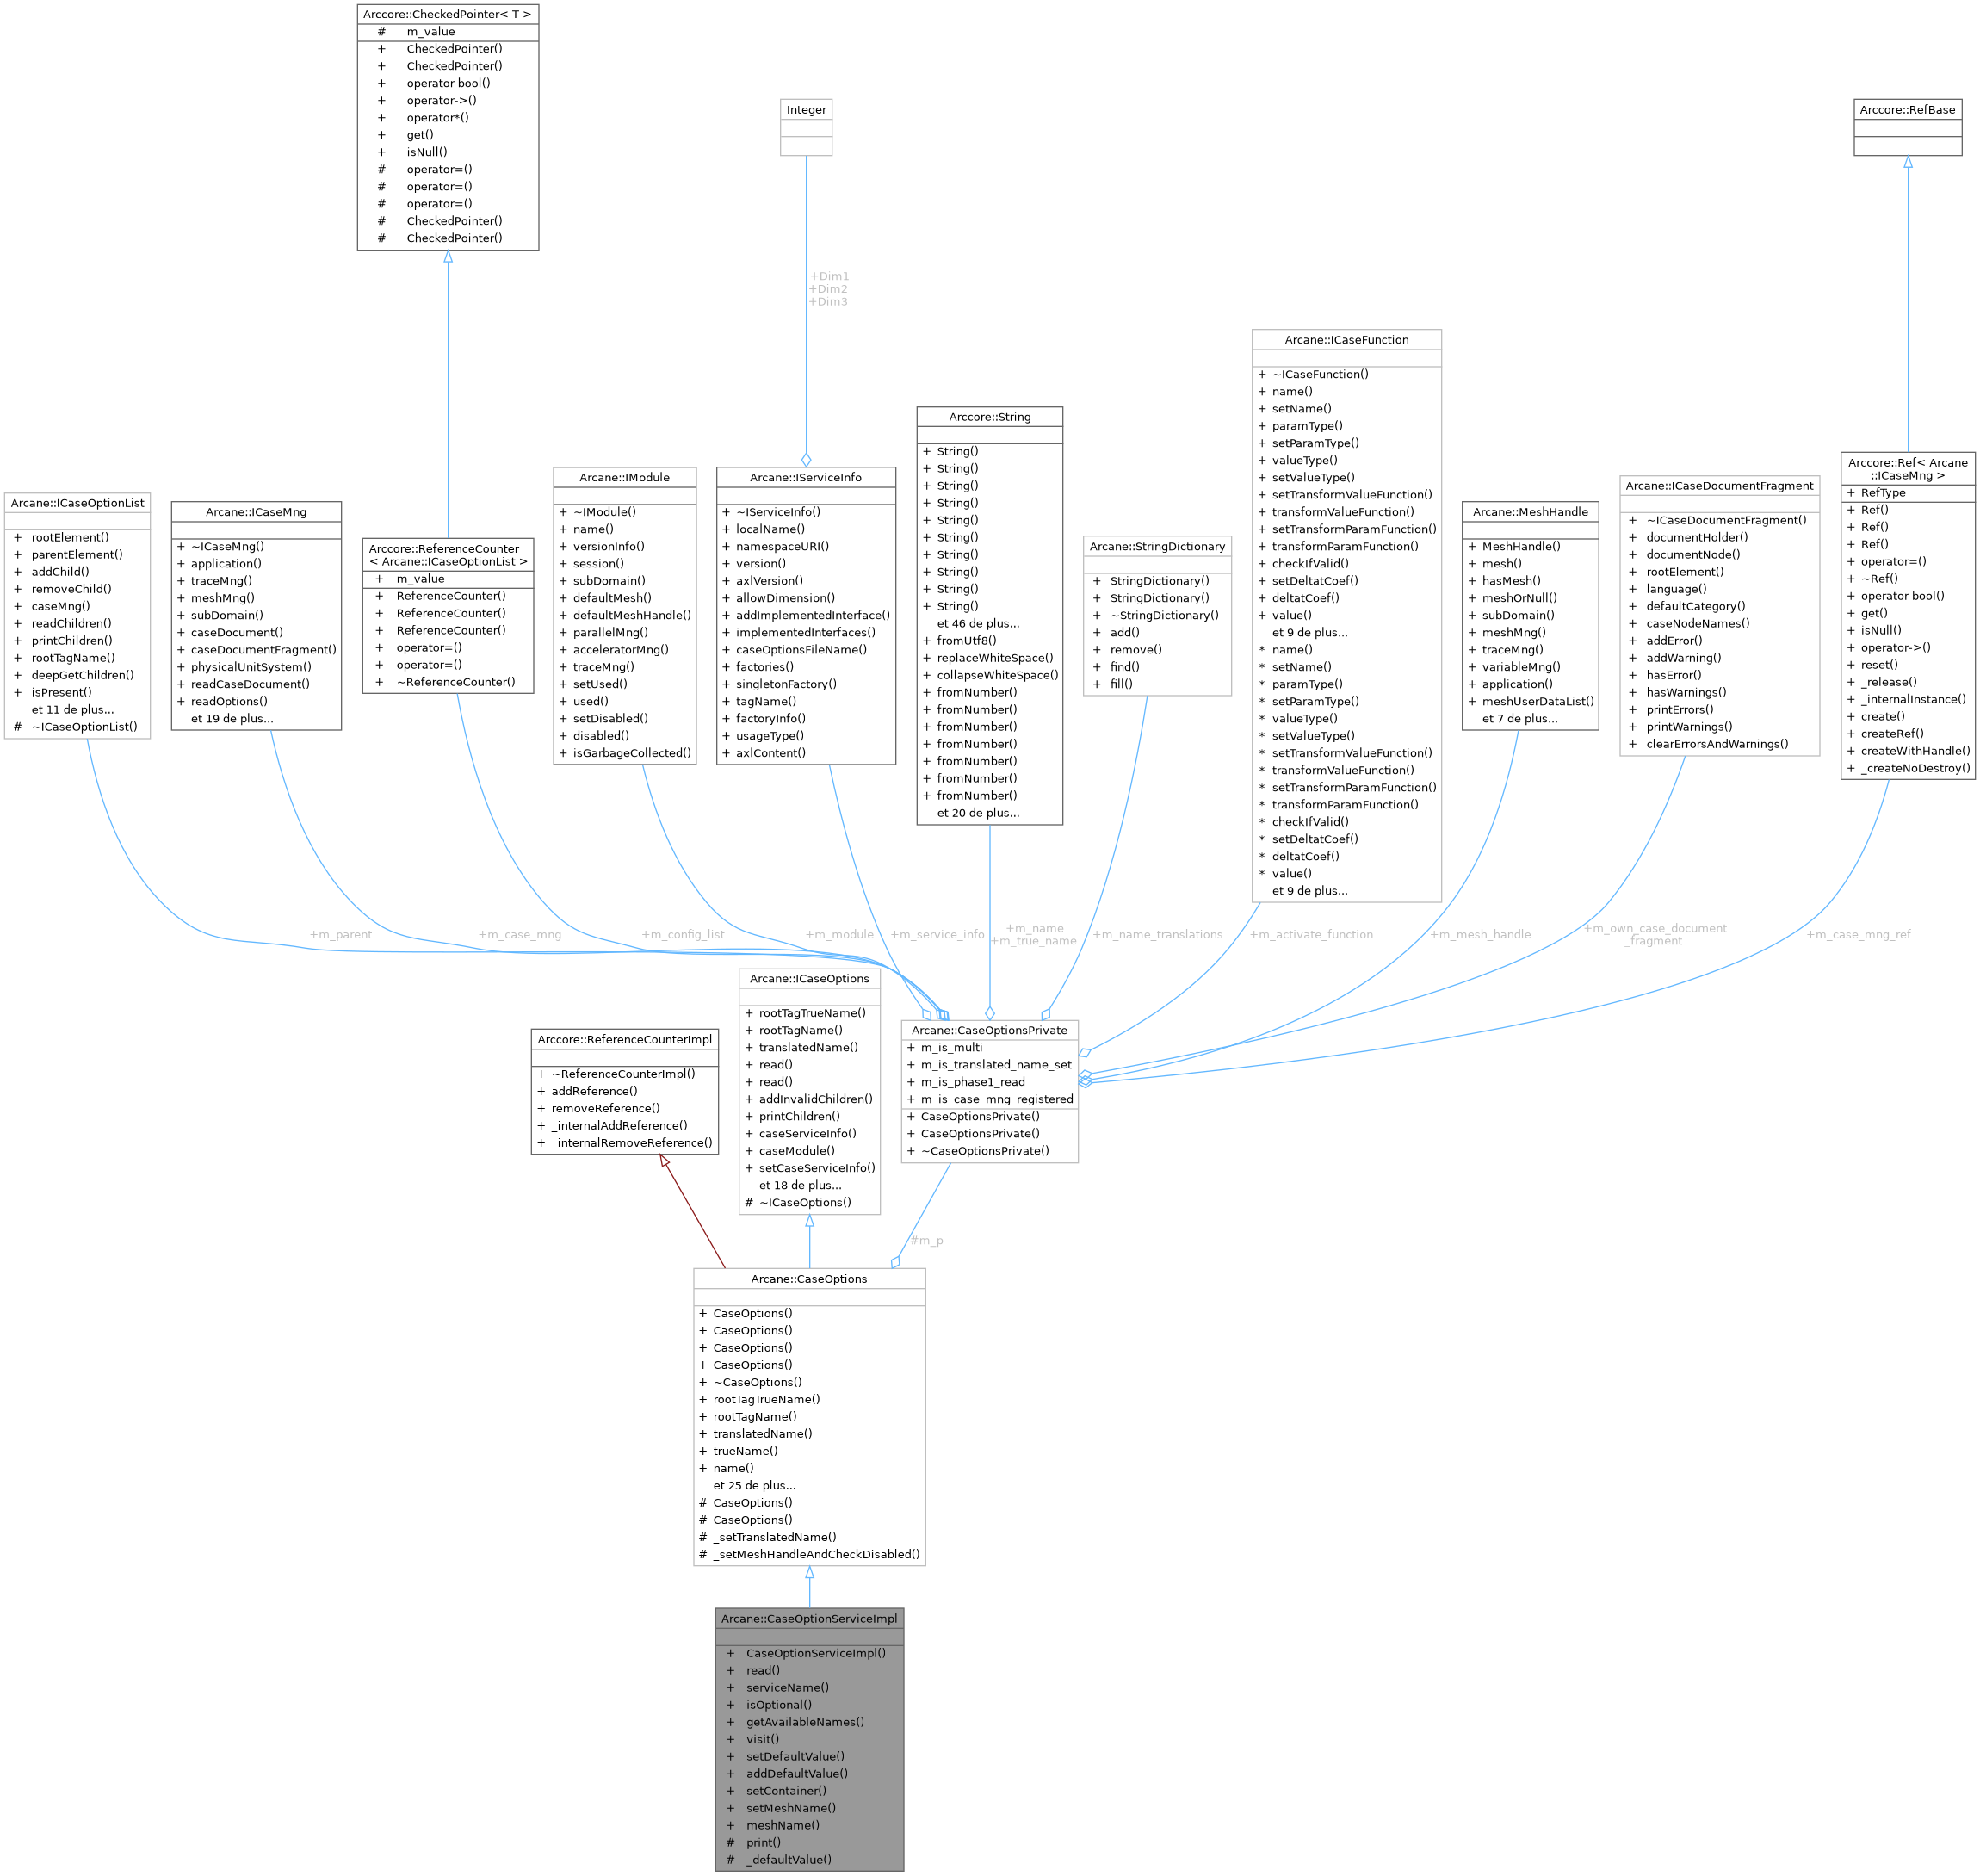 Arccore::CheckedPointer< T >
# m_value
+ CheckedPointer()
+ CheckedPointer()
+ operator bool()
+ operator->()
+ operator*()
+ get()
+ isNull()
# operator=()
# operator=()
# operator=()
# CheckedPointer()
# CheckedPointer()
Integer
Arccore::RefBase
+Dim1
+Dim2
+Dim3
Arcane::ICaseOptionList
+ rootElement()
+ parentElement()
+ addChild()
+ removeChild()
+ caseMng()
+ readChildren()
+ printChildren()
+ rootTagName()
+ deepGetChildren()
+ isPresent()
et 11 de plus...
# ~ICaseOptionList()
Arcane::ICaseMng
+ ~ICaseMng()
+ application()
+ traceMng()
+ meshMng()
+ subDomain()
+ caseDocument()
+ caseDocumentFragment()
+ physicalUnitSystem()
+ readCaseDocument()
+ readOptions()
et 19 de plus...
Arccore::ReferenceCounter
< Arcane::ICaseOptionList >
+ m_value
+ ReferenceCounter()
+ ReferenceCounter()
+ ReferenceCounter()
+ operator=()
+ operator=()
+ ~ReferenceCounter()
Arcane::IModule
+ ~IModule()
+ name()
+ versionInfo()
+ session()
+ subDomain()
+ defaultMesh()
+ defaultMeshHandle()
+ parallelMng()
+ acceleratorMng()
+ traceMng()
+ setUsed()
+ used()
+ setDisabled()
+ disabled()
+ isGarbageCollected()
Arcane::IServiceInfo
+ ~IServiceInfo()
+ localName()
+ namespaceURI()
+ version()
+ axlVersion()
+ allowDimension()
+ addImplementedInterface()
+ implementedInterfaces()
+ caseOptionsFileName()
+ factories()
+ singletonFactory()
+ tagName()
+ factoryInfo()
+ usageType()
+ axlContent()
Arccore::String
+ String()
+ String()
+ String()
+ String()
+ String()
+ String()
+ String()
+ String()
+ String()
+ String()
et 46 de plus...
+ fromUtf8()
+ replaceWhiteSpace()
+ collapseWhiteSpace()
+ fromNumber()
+ fromNumber()
+ fromNumber()
+ fromNumber()
+ fromNumber()
+ fromNumber()
+ fromNumber()
et 20 de plus...
Arcane::StringDictionary
+ StringDictionary()
+ StringDictionary()
+ ~StringDictionary()
+ add()
+ remove()
+ find()
+ fill()
Arcane::ICaseFunction
+ ~ICaseFunction()
+ name()
+ setName()
+ paramType()
+ setParamType()
+ valueType()
+ setValueType()
+ setTransformValueFunction()
+ transformValueFunction()
+ setTransformParamFunction()
+ transformParamFunction()
+ checkIfValid()
+ setDeltatCoef()
+ deltatCoef()
+ value()
et 9 de plus...
* name()
* setName()
* paramType()
* setParamType()
* valueType()
* setValueType()
* setTransformValueFunction()
* transformValueFunction()
* setTransformParamFunction()
* transformParamFunction()
* checkIfValid()
* setDeltatCoef()
* deltatCoef()
* value()
et 9 de plus...
Arcane::MeshHandle
+ MeshHandle()
+ mesh()
+ hasMesh()
+ meshOrNull()
+ subDomain()
+ meshMng()
+ traceMng()
+ variableMng()
+ application()
+ meshUserDataList()
et 7 de plus...
Arcane::ICaseDocumentFragment
+ ~ICaseDocumentFragment()
+ documentHolder()
+ documentNode()
+ rootElement()
+ language()
+ defaultCategory()
+ caseNodeNames()
+ addError()
+ addWarning()
+ hasError()
+ hasWarnings()
+ printErrors()
+ printWarnings()
+ clearErrorsAndWarnings()
Arccore::Ref< Arcane
::ICaseMng >
+ RefType
+ Ref()
+ Ref()
+ Ref()
+ operator=()
+ ~Ref()
+ operator bool()
+ get()
+ isNull()
+ operator->()
+ reset()
+ _release()
+ _internalInstance()
+ create()
+ createRef()
+ createWithHandle()
+ _createNoDestroy()
+m_parent
+m_case_mng
+m_config_list
+m_module
+m_service_info
+m_name
+m_true_name
+m_name_translations
+m_activate_function
+m_mesh_handle
+m_own_case_document
_fragment
+m_case_mng_ref
Arccore::ReferenceCounterImpl
+ ~ReferenceCounterImpl()
+ addReference()
+ removeReference()
+ _internalAddReference()
+ _internalRemoveReference()
Arcane::ICaseOptions
+ rootTagTrueName()
+ rootTagName()
+ translatedName()
+ read()
+ read()
+ addInvalidChildren()
+ printChildren()
+ caseServiceInfo()
+ caseModule()
+ setCaseServiceInfo()
et 18 de plus...
# ~ICaseOptions()
Arcane::CaseOptionsPrivate
+ m_is_multi
+ m_is_translated_name_set
+ m_is_phase1_read
+ m_is_case_mng_registered
+ CaseOptionsPrivate()
+ CaseOptionsPrivate()
+ ~CaseOptionsPrivate()
#m_p
Arcane::CaseOptions
+ CaseOptions()
+ CaseOptions()
+ CaseOptions()
+ CaseOptions()
+ ~CaseOptions()
+ rootTagTrueName()
+ rootTagName()
+ translatedName()
+ trueName()
+ name()
et 25 de plus...
# CaseOptions()
# CaseOptions()
# _setTranslatedName()
# _setMeshHandleAndCheckDisabled()
Arcane::CaseOptionServiceImpl
+ CaseOptionServiceImpl()
+ read()
+ serviceName()
+ isOptional()
+ getAvailableNames()
+ visit()
+ setDefaultValue()
+ addDefaultValue()
+ setContainer()
+ setMeshName()
+ meshName()
# print()
# _defaultValue()